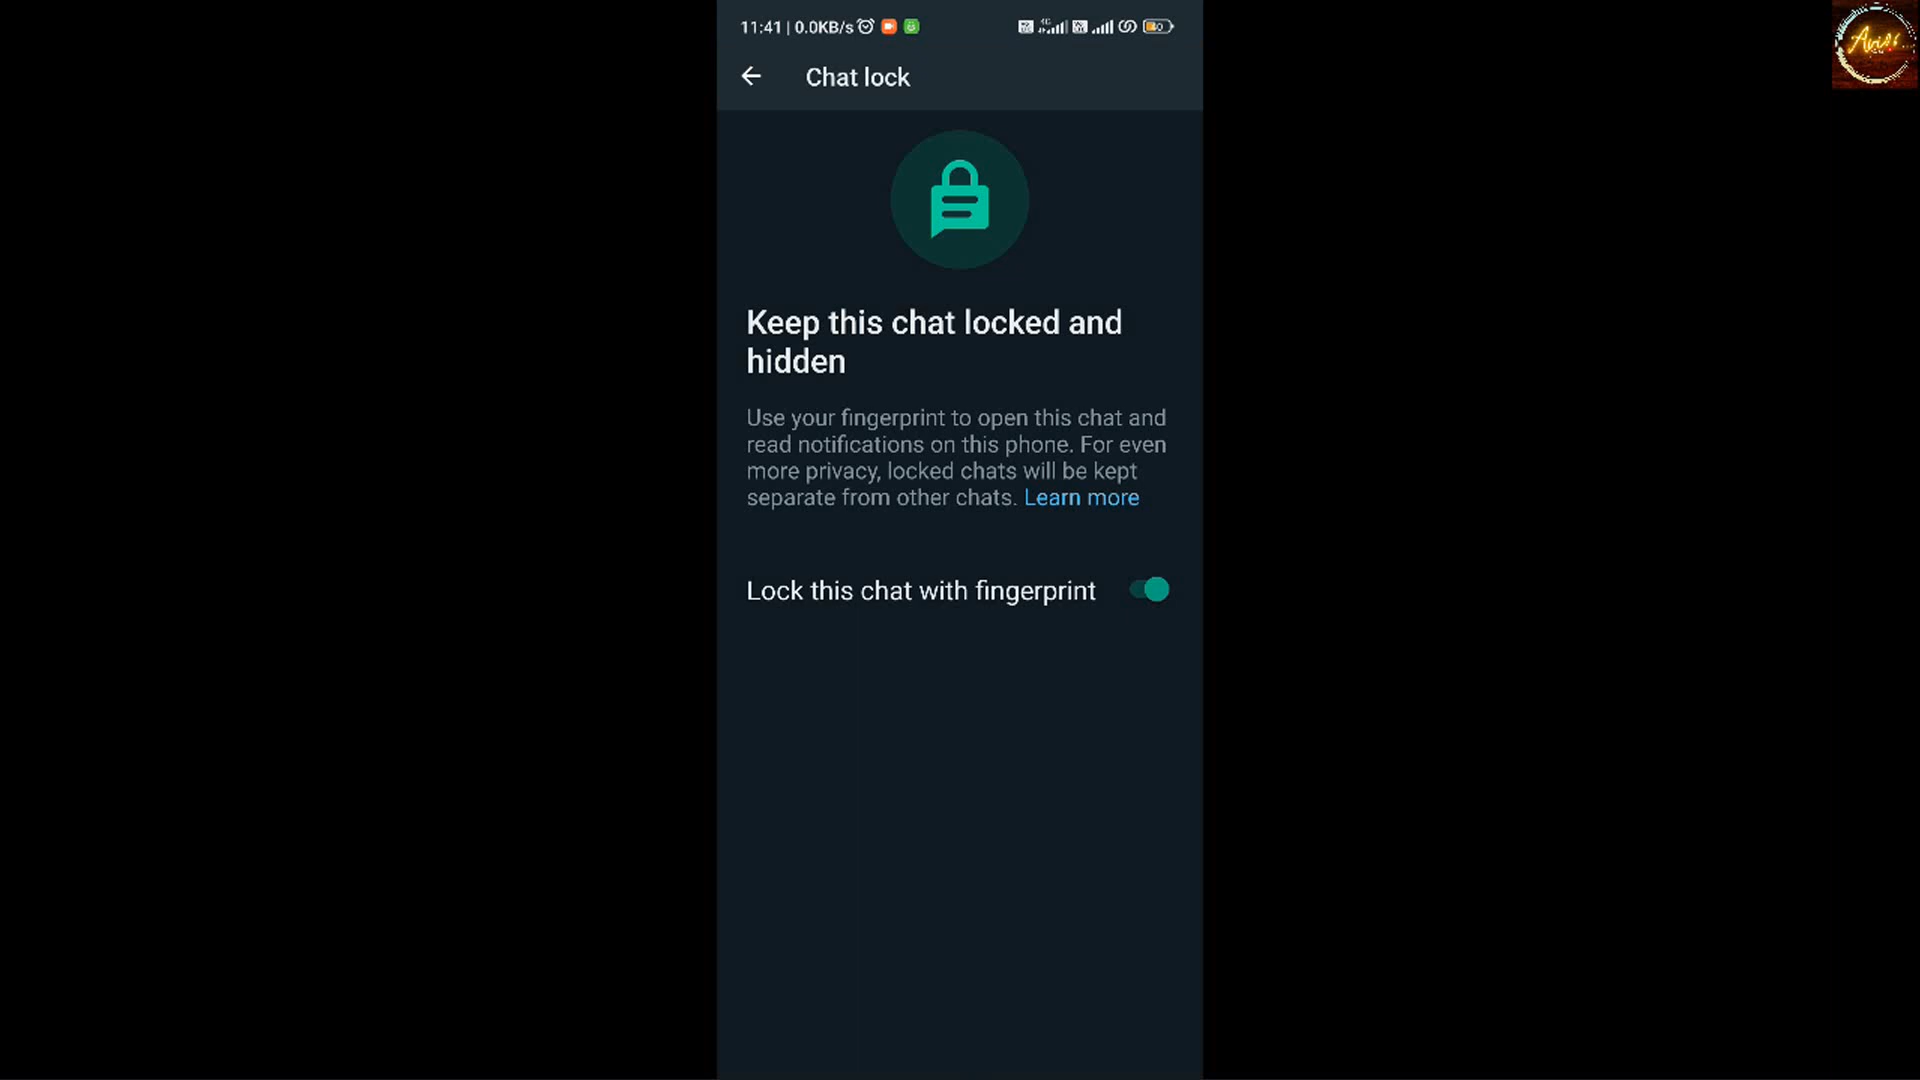 11:41 | 0.0KB/s
Chat lock
Keep this chat locked and
hidden
Use your fingerprint to open this chat and
read notifications on this phone. For even
more privacy, locked chats will be kept
separate from other chats. Learn more
Lock this chat with fingerprint